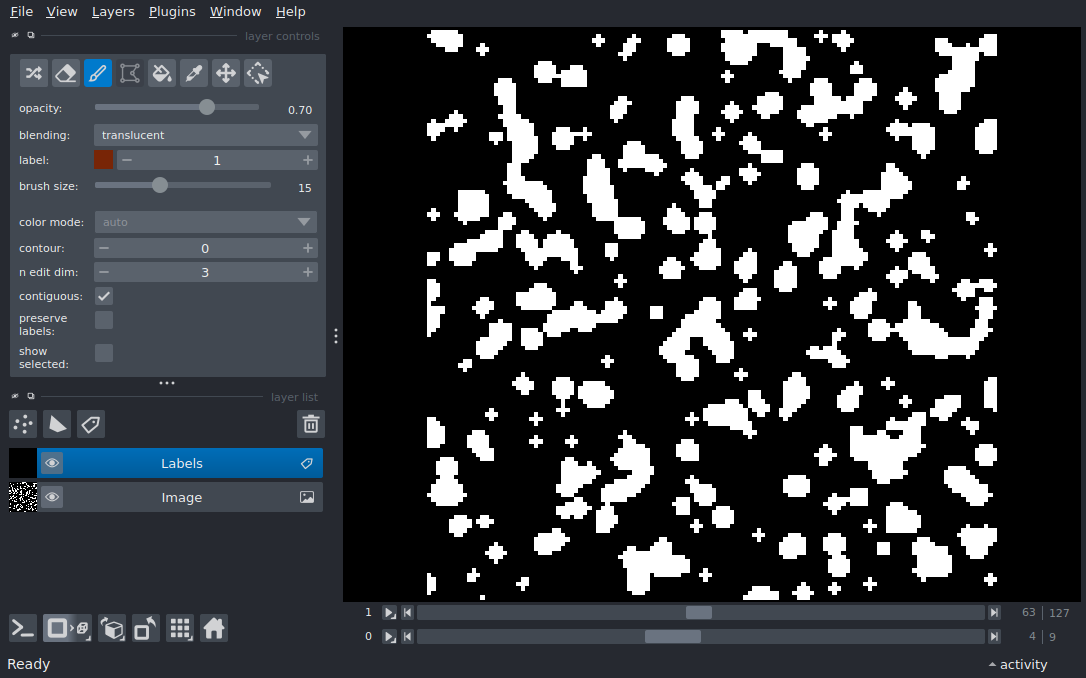 File View Layers Plugins Window Help
layer controls
opacity: 0.70
blending: translucent
label: 1
brush size: 15
color mode: auto
contour: 0
n edit dim: 3
contiguous:
preserve
labels:
show
selected:
layer list
Labels
Image
1 63 127
0 4 9
Ready activity